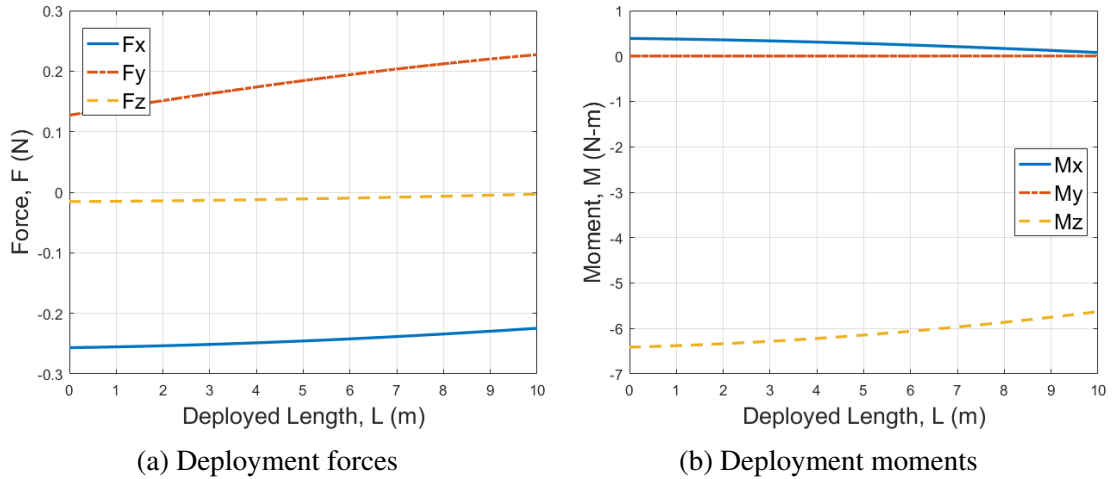 Fx
Fy
Fz
0.3
0.2
0.1
0
-0.1
-0.2
-0.3
Force, F (N)
0 1 2 3 4 5 6 7 8 9 10
Deployed Length, L (m)
(a) Deployment forces
1
0
-1
-2
-3
-4
-5
-6
-7
Moment, M (N-m)
Mx
My
Mz
0 1 2 3 4 5 6 7 8 9 10
Deployed Length, L (m)
(b) Deployment moments